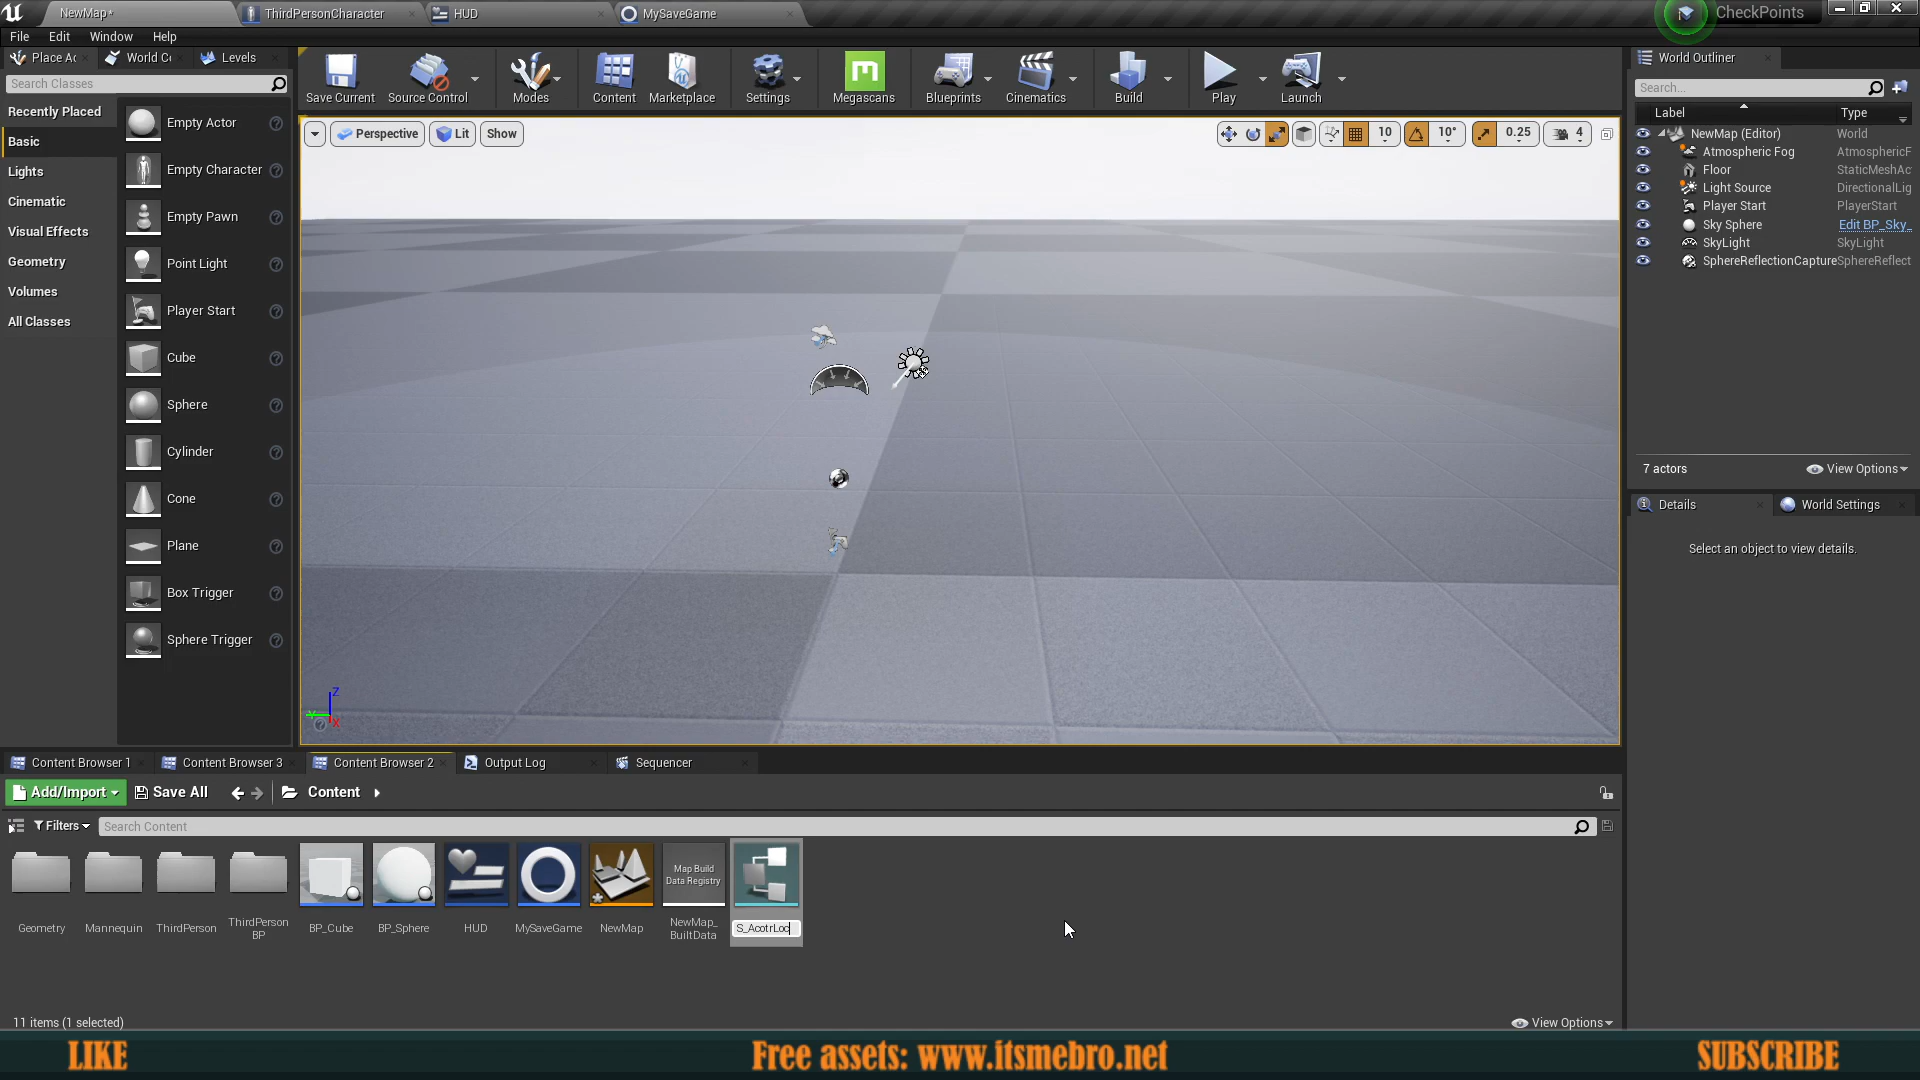 NewMap*
ThirdPersonCharacter
HUD
MySaveGame
CheckPoints
File
Edit
Window
Help
Place Ac
World Co
Levels
World Outliner
Search Classes
Save Current
Source Control
Modes
Content
Marketplace
Settings
Megascans
Blueprints
Cinematics
Build
Play
Launch
Search...
Label
Type
Recently Placed
Basic
Lights
Cinematic
Visual Effects
Geometry
Volumes
All Classes
Empty Actor
Empty Character
Empty Pawn
Point Light
Player Start
Cube
Sphere
Cylinder
Cone
Plane
Box Trigger
Sphere Trigger
Perspective
Lit
Show
10
10°
0.25
4
NewMap (Editor) World
Atmospheric Fog AtmosphericF
Floor StaticMeshAc
Light Source DirectionalLig
Player Start PlayerStart
Sky Sphere Edit BP_Sky_
SkyLight SkyLight
SphereReflectionCapture SphereReflect
7 actors
View Options
Details
World Settings
Select an object to view details.
Z
Y
X
Content Browser 1
Content Browser 3
Content Browser 2
Output Log
Sequencer
Add/Import
Save All
Content
Filters
Search Content
Map Build
Data Registry
Geometry
Mannequin
ThirdPerson
ThirdPerson
BP
BP_Cube
BP_Sphere
HUD
MySaveGame
NewMap
NewMap_
BuiltData
S_AcotrLoc
11 items (1 selected)
View Options
LIKE
Free assets: www.itsmebro.net
SUBSCRIBE